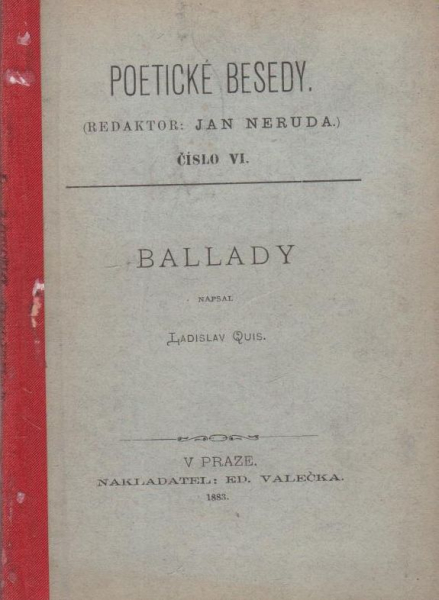 POETICKÉ BESEDY.
(REDAKTOR: JAN NERUDA.)
ČÍSLO VI.
BALLADY
NAPSAL
LADISLAV QUIS.
V PRAZE.
NAKLADATEL: ED. VALEČKA.
1883.